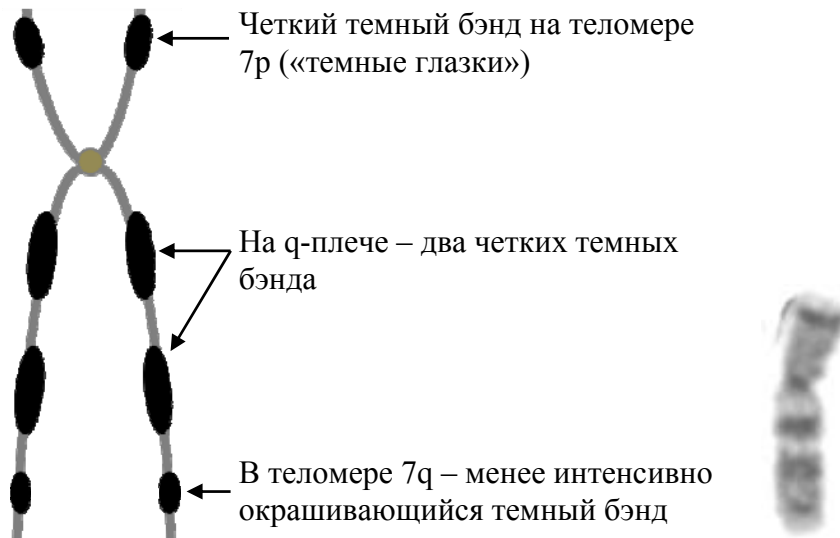 Четкий темный бэнд на теломере
7p («темные глазки»)
На q-плече – два четких темных
бэнда
В теломере 7q – менее интенсивно
окрашивающийся темный бэнд